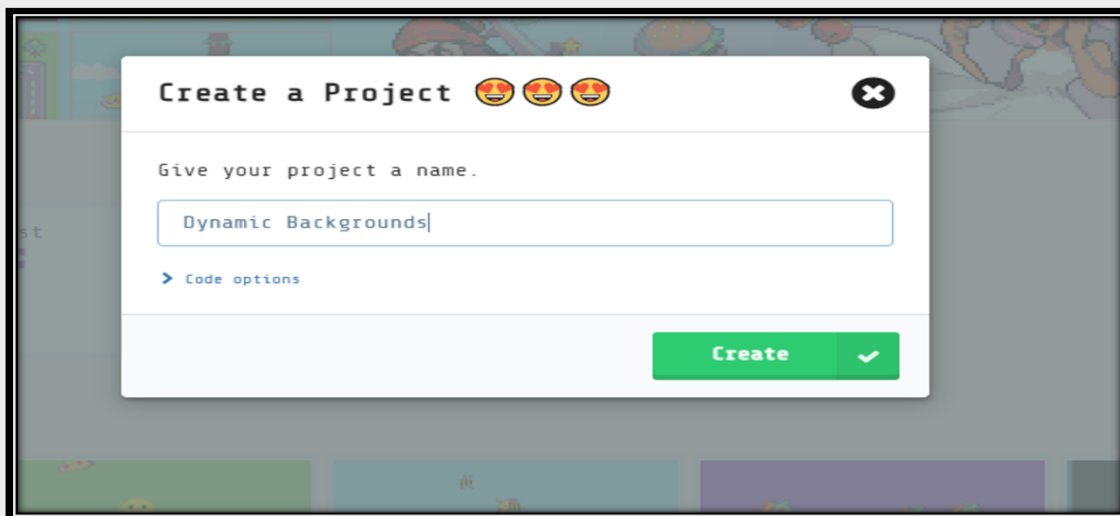 Create a Project 😍 😍 😍
Give your project a name.
Dynamic Backgrounds
Code options
Create